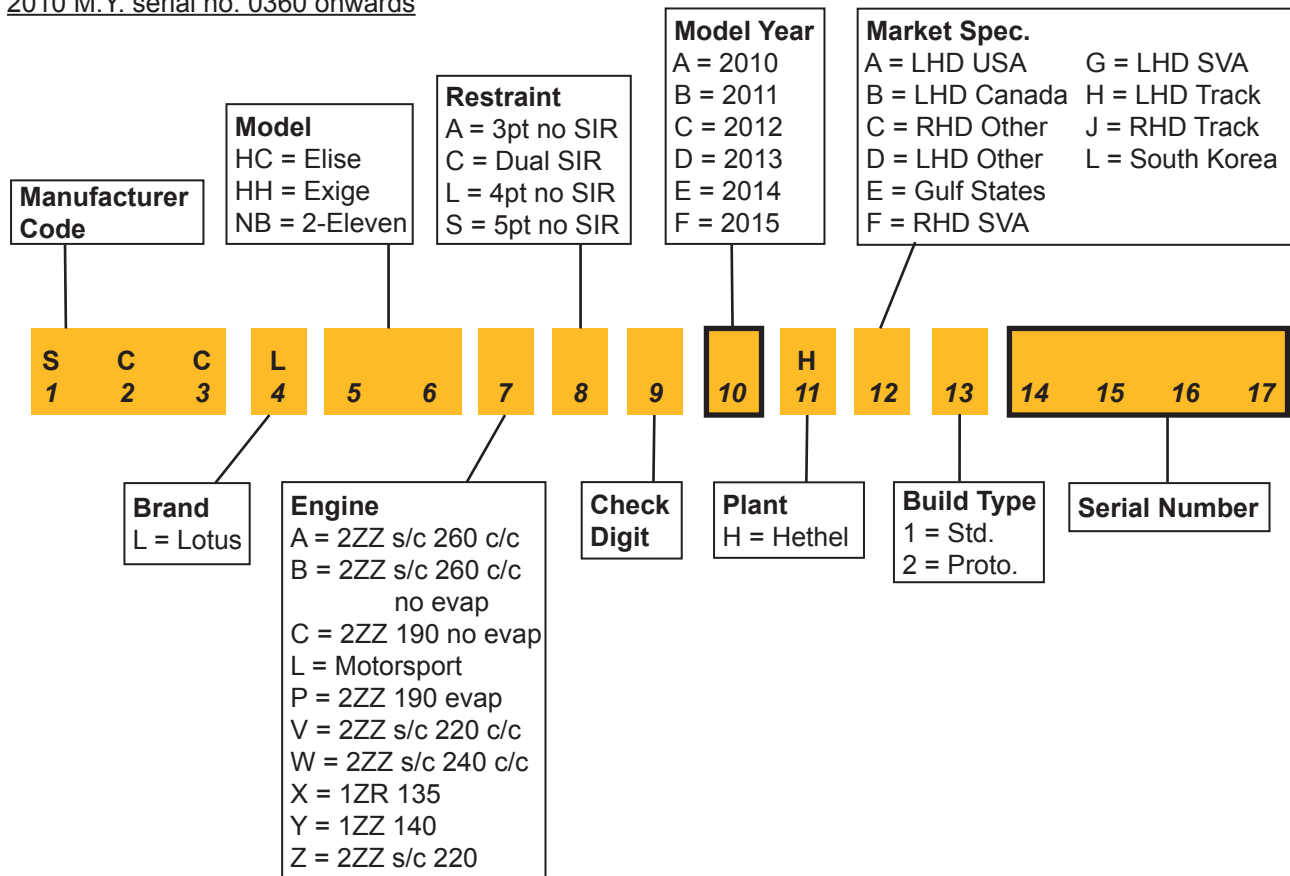 2010 M.Y. serial no. 0360 onwards
Manufacturer
Code
Model
HC = Elise
HH = Exige
NB = 2-Eleven
Restraint
A = 3pt no SIR
C = Dual SIR
L = 4pt no SIR
S = 5pt no SIR
Model Year
A = 2010
B = 2011
C = 2012
D = 2013
E = 2014
F = 2015
Market Spec.
A = LHD USA G = LHD SVA
B = LHD Canada H = LHD Track
C = RHD Other J = RHD Track
D = LHD Other L = South Korea
E = Gulf States
F = RHD SVA
S C C L H
1 2 3 4 5 6 7 8 9 10 11 12 13 14 15 16 17
Brand
L = Lotus
Engine
A = 2ZZ s/c 260 c/c
B = 2ZZ s/c 260 c/c
no evap
C = 2ZZ 190 no evap
L = Motorsport
P = 2ZZ 190 evap
V = 2ZZ s/c 220 c/c
W = 2ZZ s/c 240 c/c
X = 1ZR 135
Y = 1ZZ 140
Z = 2ZZ s/c 220
Check
Digit
Plant
H = Hethel
Build Type
1 = Std.
2 = Proto.
Serial Number